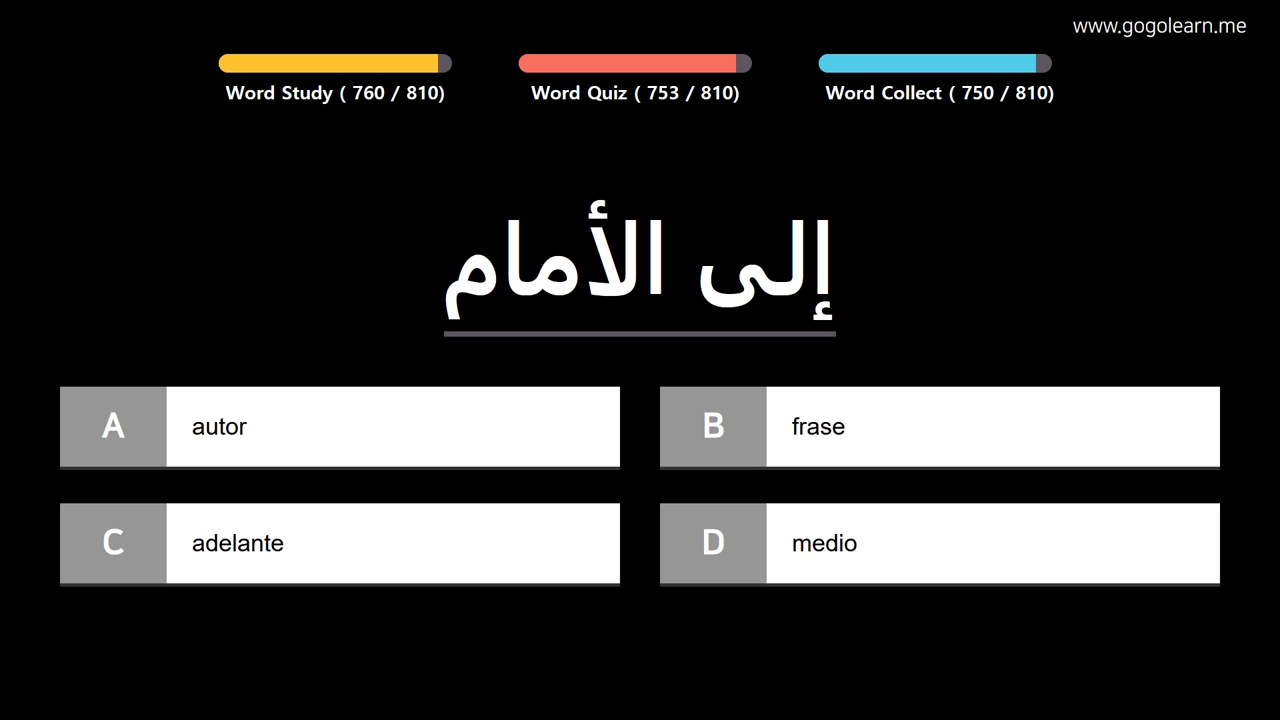 www.gogolearn.me
Word Study ( 760 / 810)
Word Quiz ( 753 / 810)
Word Collect ( 750 / 810)
إلى الأمام
A autor
B frase
C adelante
D medio